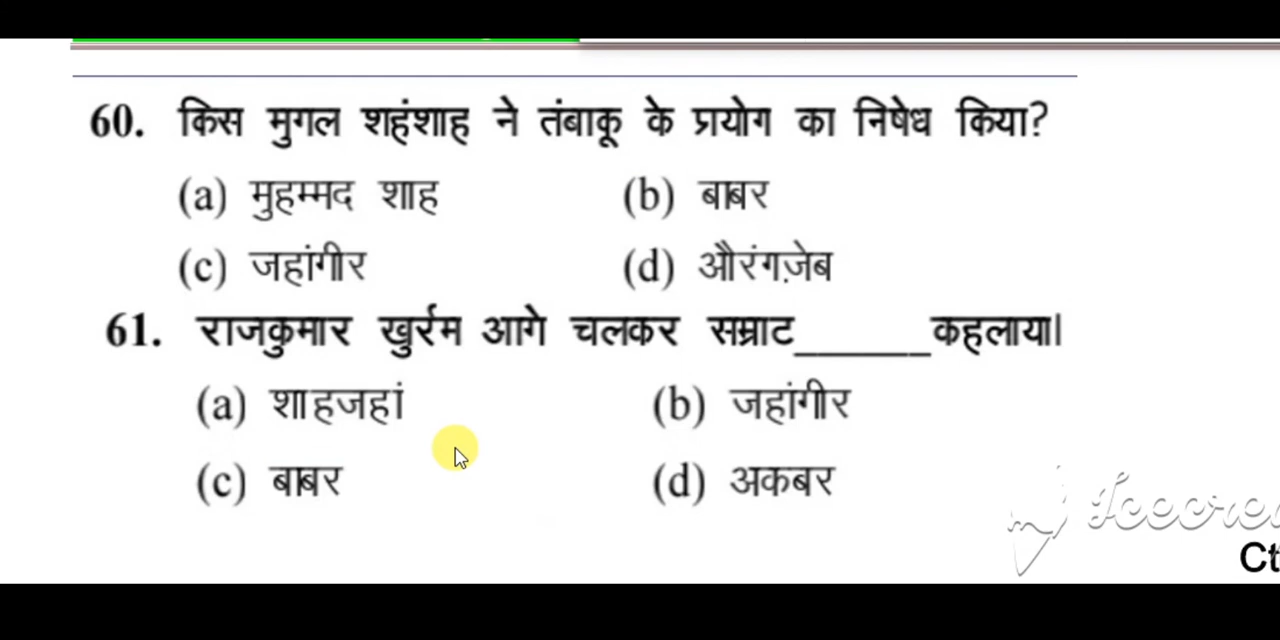 60. किस मुगल शहंशाह ने तंबाकू के प्रयोग का निषेध किया?
(a) मुहम्मद शाह (b) बाबर
(c) जहांगीर (d) औरंगज़ेब
61. राजकुमार खुर्रम आगे चलकर सम्राट______कहलाया।
(a) शाहजहां (b) जहांगीर
(c) बाबर (d) अकबर